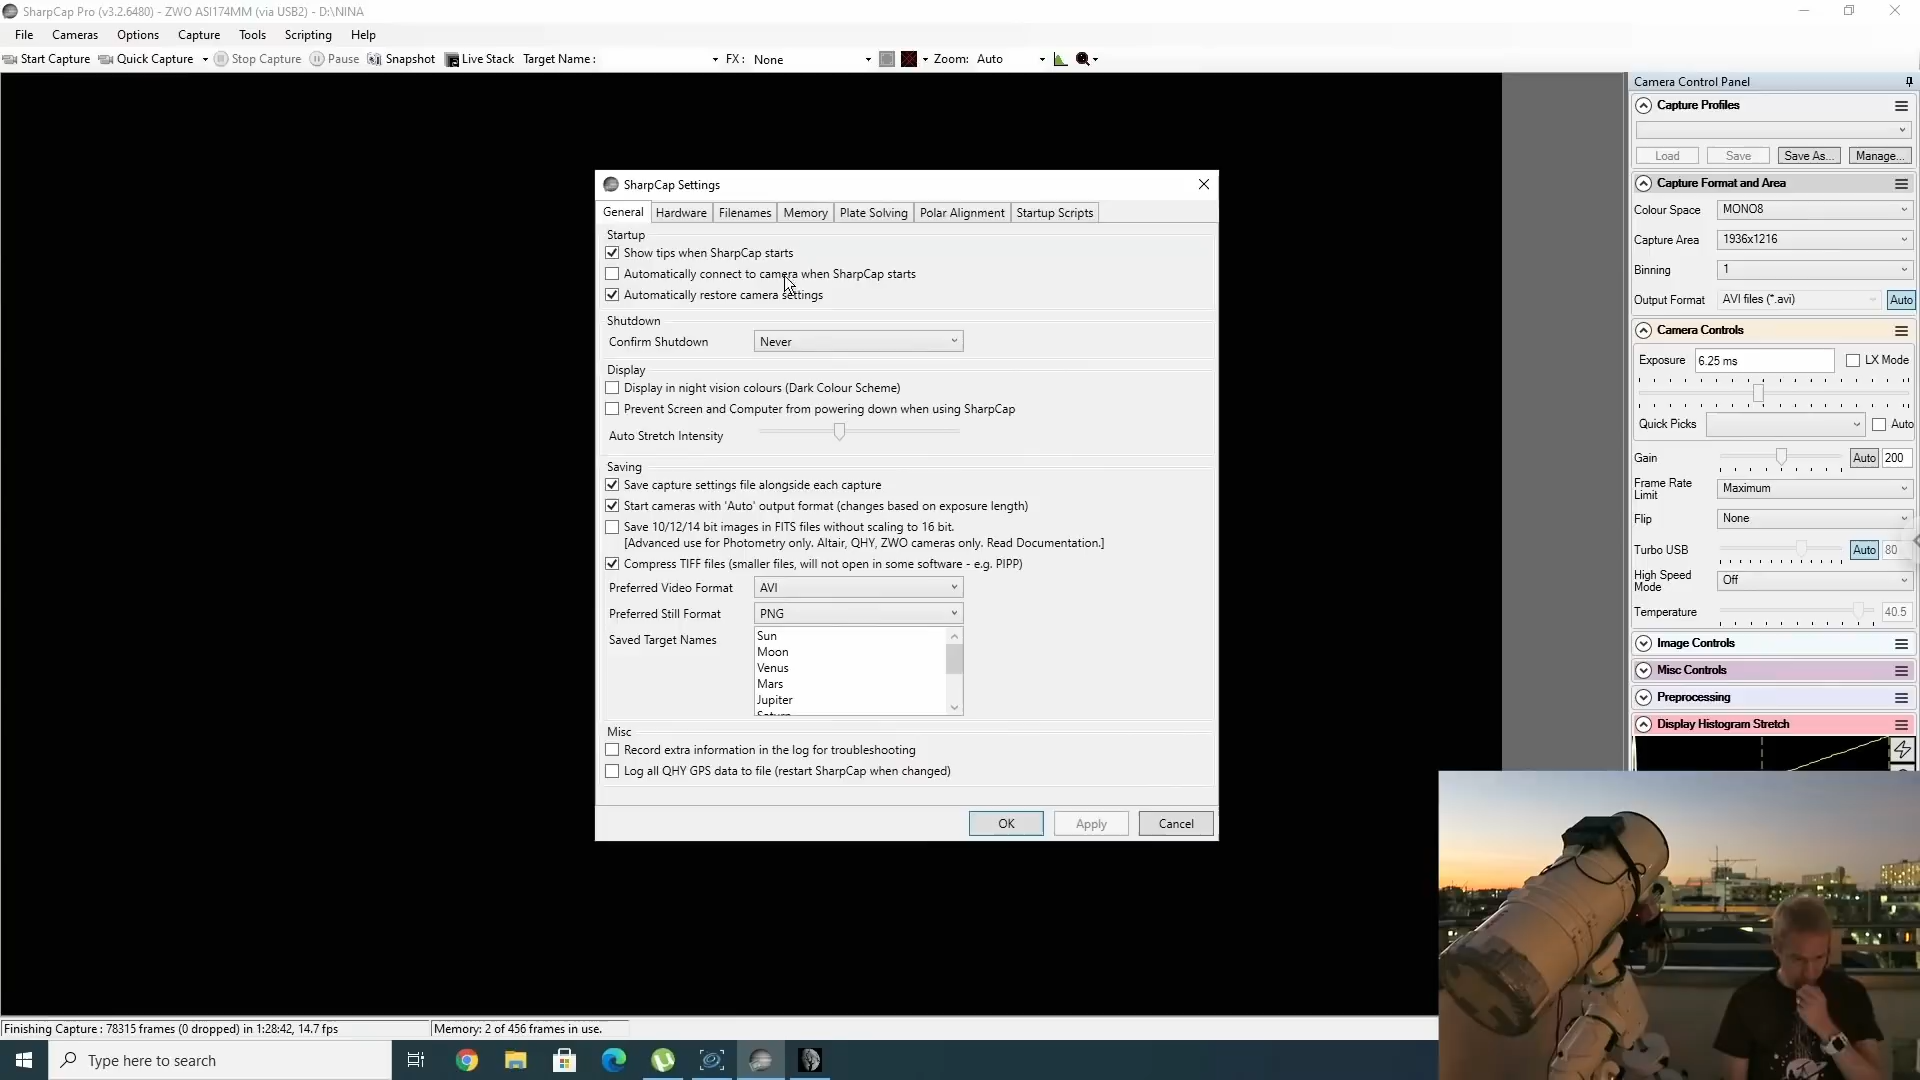 SharpCap Pro (v3.2.6480) - ZWO ASI174MM (via USB2) - D:\NINA
File Cameras Options Capture Tools Scripting Help
Start Capture Quick Capture Stop Capture Pause Snapshot Live Stack Target Name : FX : None Zoom: Auto
SharpCap Settings
General Hardware Filenames Memory Plate Solving Polar Alignment Startup Scripts
Startup
Show tips when SharpCap starts
Automatically connect to camera when SharpCap starts
Automatically restore camera settings
Shutdown
Confirm Shutdown Never
Display
Display in night vision colours (Dark Colour Scheme)
Prevent Screen and Computer from powering down when using SharpCap
Auto Stretch Intensity
Saving
Save capture settings file alongside each capture
Start cameras with 'Auto' output format (changes based on exposure length)
Save 10/12/14 bit images in FITS files without scaling to 16 bit.
[Advanced use for Photometry only. Altair, QHY, ZWO cameras only. Read Documentation.]
Compress TIFF files (smaller files, will not open in some software - e.g. PIPP)
Preferred Video Format AVI
Preferred Still Format PNG
Saved Target Names Sun
Moon
Venus
Mars
Jupiter
Saturn
Misc
Record extra information in the log for troubleshooting
Log all QHY GPS data to file (restart SharpCap when changed)
OK Apply Cancel
Camera Control Panel
Capture Profiles
Load Save Save As... Manage...
Capture Format and Area
Colour Space MONO8
Capture Area 1936x1216
Binning 1
Output Format AVI files (*.avi) Auto
Camera Controls
Exposure 6.25 ms LX Mode
Quick Picks Auto
Gain Auto 200
Frame Rate
Limit Maximum
Flip None
Turbo USB Auto 80
High Speed
Mode Off
Temperature 40.5
Image Controls
Misc Controls
Preprocessing
Display Histogram Stretch
Finishing Capture : 78315 frames (0 dropped) in 1:28:42, 14.7 fps Memory: 2 of 456 frames in use.
Type here to search